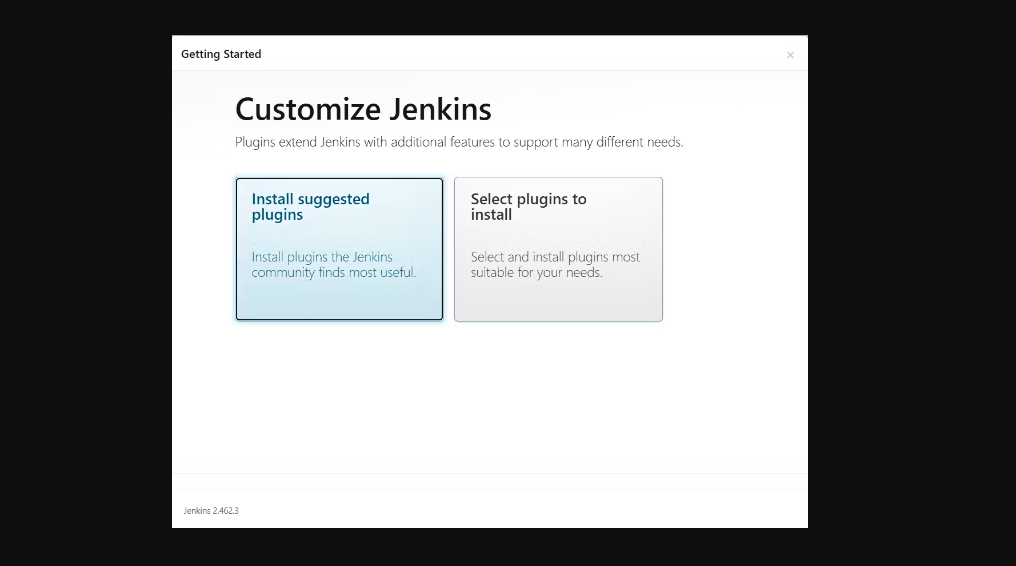 Getting Started
×
Customize Jenkins
Plugins extend Jenkins with additional features to support many different needs.
Install suggested
plugins
Install plugins the Jenkins
community finds most useful.
Select plugins to
install
Select and install plugins most
suitable for your needs.
Jenkins 2.462.3